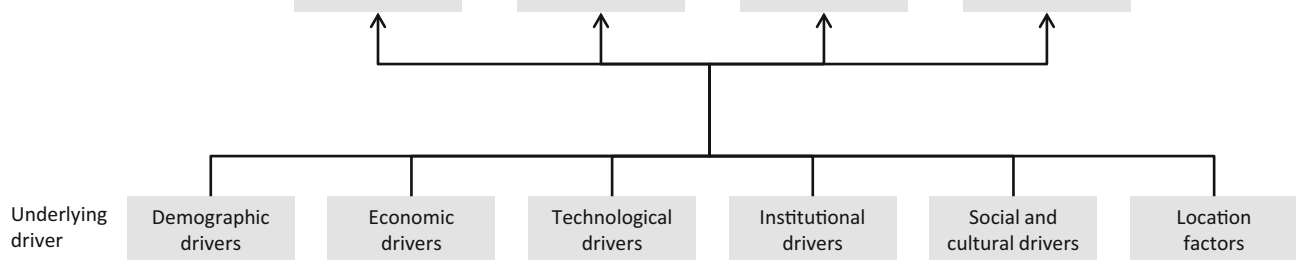 Underlying
driver
Demographic
drivers
Economic
drivers
Technological
drivers
Institutional
drivers
Social and
cultural drivers
Location
factors